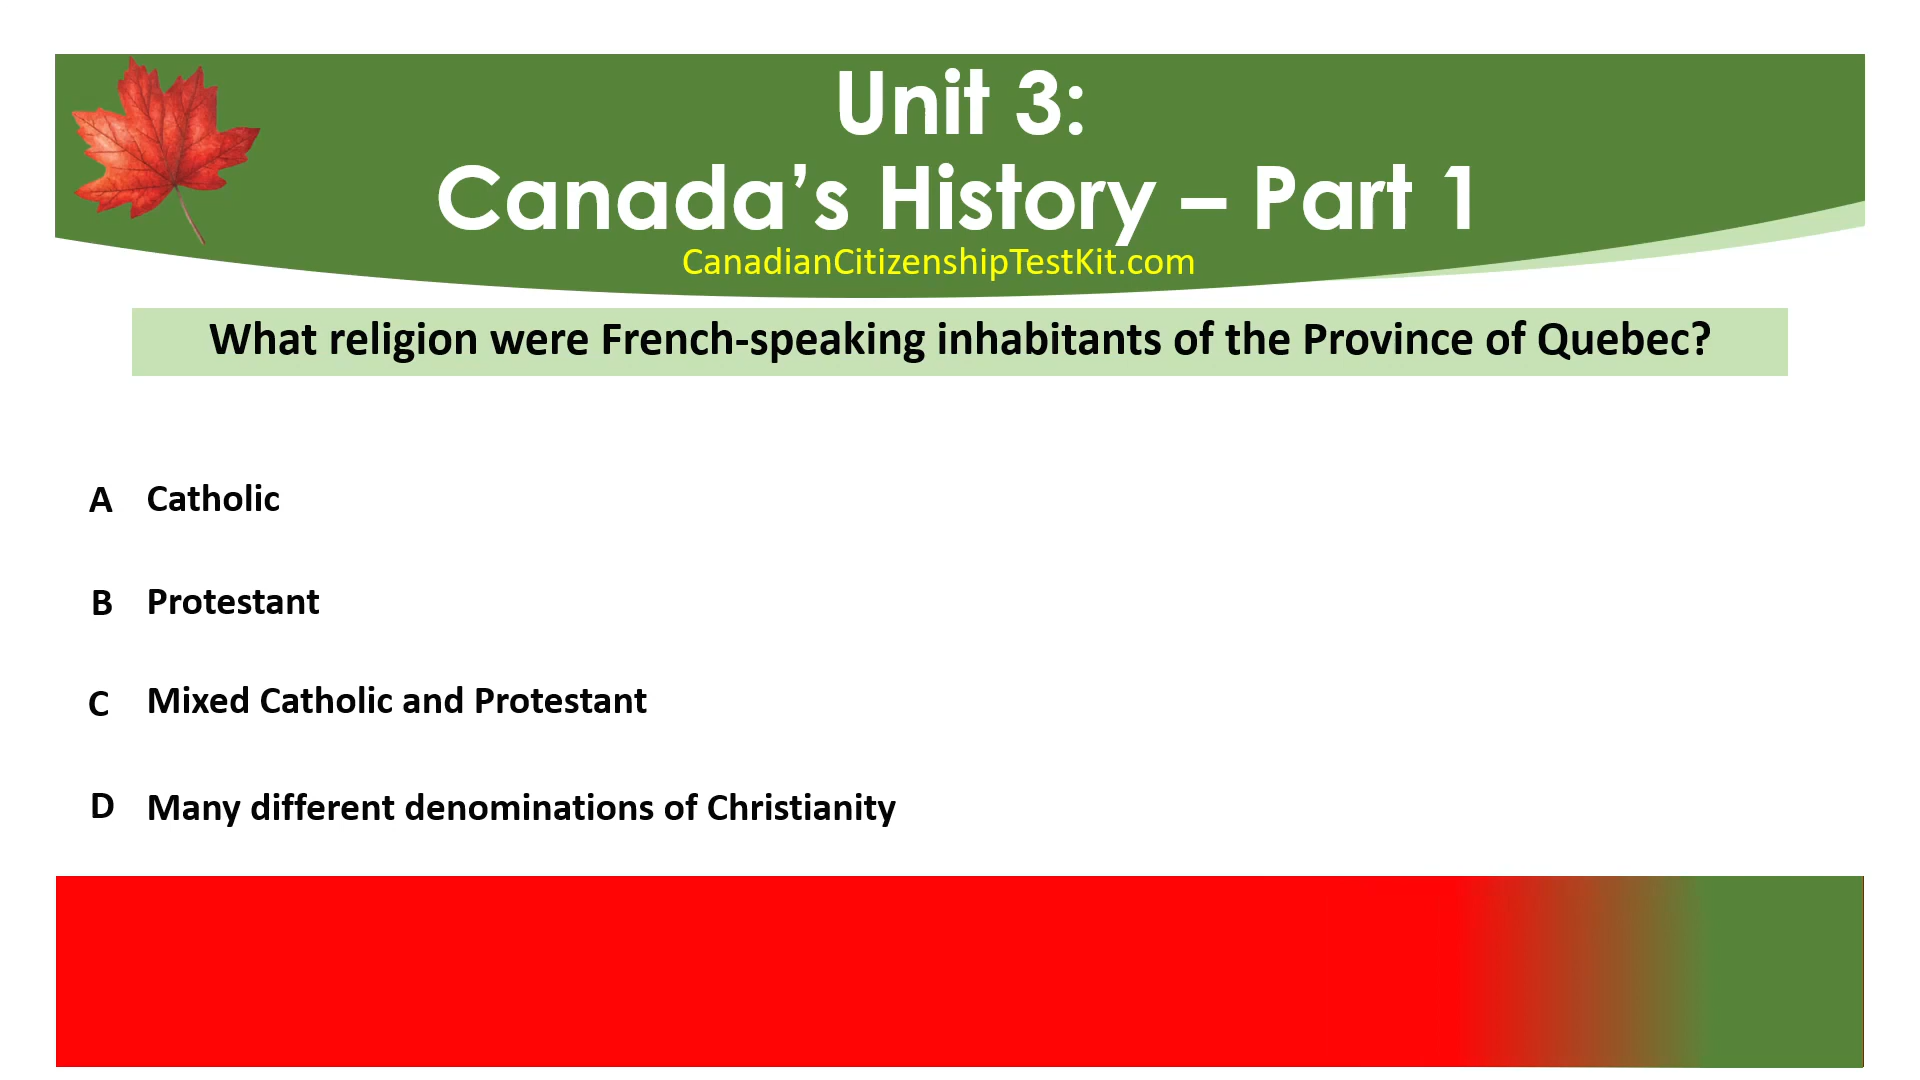 Unit 3:
Canada’s History – Part 1
CanadianCitizenshipTestKit.com
What religion were French-speaking inhabitants of the Province of Quebec?
A Catholic
B Protestant
C Mixed Catholic and Protestant
D Many different denominations of Christianity